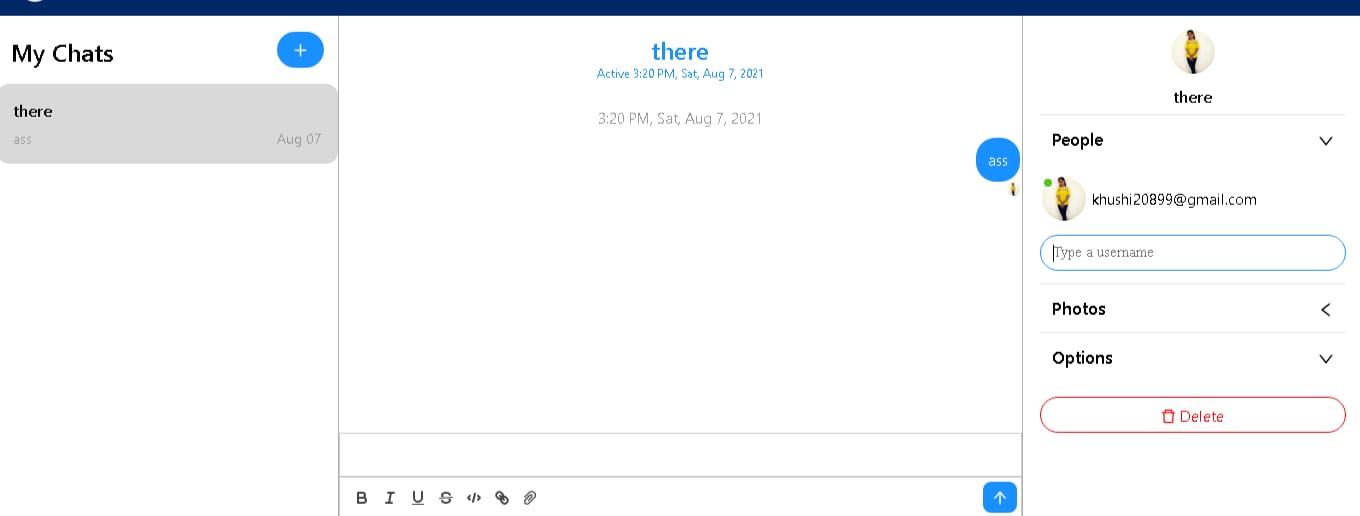 My Chats
there
ass
Aug 07
there
Active 3:20 PM, Sat, Aug 7, 2021
3:20 PM, Sat, Aug 7, 2021
ass
there
People
khushi20899@gmail.com
Type a username
Photos
Options
Delete